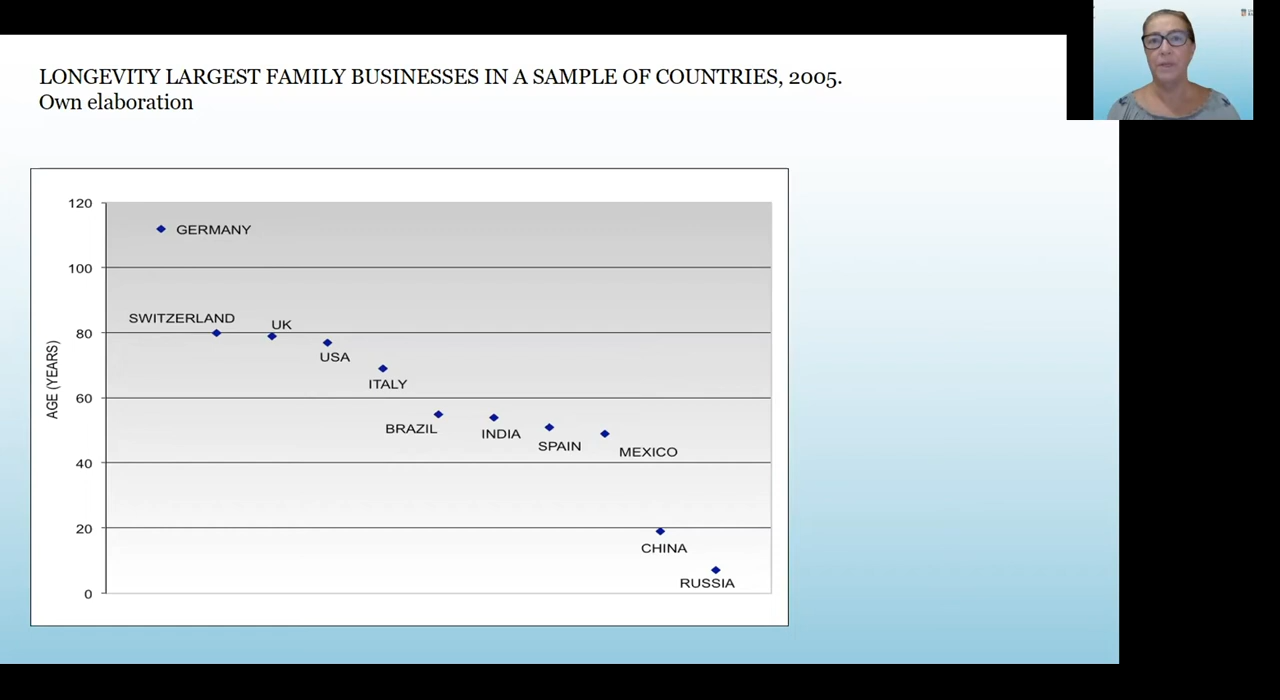 LONGEVITY LARGEST FAMILY BUSINESSES IN A SAMPLE OF COUNTRIES, 2005.
Own elaboration
120
GERMANY
100
SWITZERLAND
UK
80
USA
AGE (YEARS)
ITALY
60
BRAZIL
INDIA
SPAIN
MEXICO
40
20
CHINA
RUSSIA
0